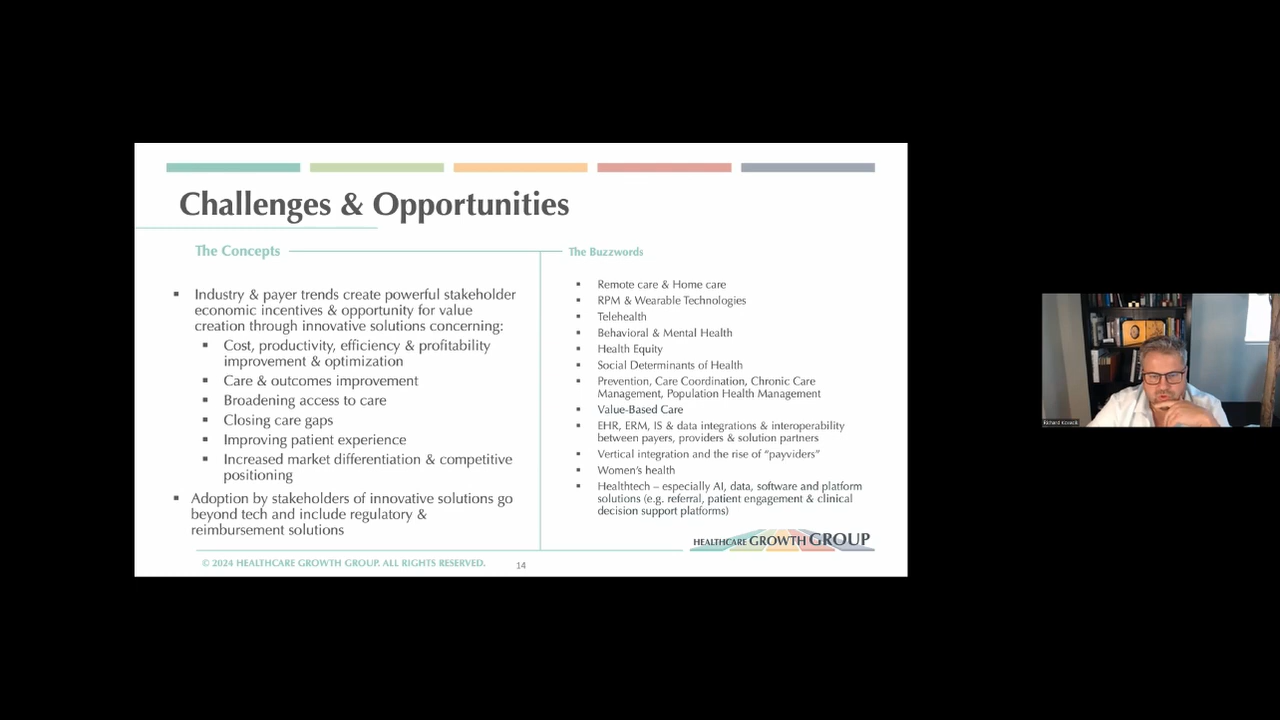 Challenges & Opportunities
The Concepts
Industry & payer trends create powerful stakeholder
economic incentives & opportunity for value
creation through innovative solutions concerning:
Cost, productivity, efficiency & profitability
improvement & optimization
Care & outcomes improvement
Broadening access to care
Closing care gaps
Improving patient experience
Increased market differentiation & competitive
positioning
Adoption by stakeholders of innovative solutions go
beyond tech and include regulatory &
reimbursement solutions
The Buzzwords
Remote care & Home care
RPM & Wearable Technologies
Telehealth
Behavioral & Mental Health
Health Equity
Social Determinants of Health
Prevention, Care Coordination, Chronic Care
Management, Population Health Management
Value-Based Care
EHR, ERM, IS & data integrations & interoperability
between payers, providers & solution partners
Vertical integration and the rise of “payviders”
Women's health
Healthtech – especially AI, data, software and platform
solutions (e.g. referral, patient engagement & clinical
decision support platforms)
HEALTHCARE GROWTH GROUP
© 2024 HEALTHCARE GROWTH GROUP. ALL RIGHTS RESERVED.
14
Richard